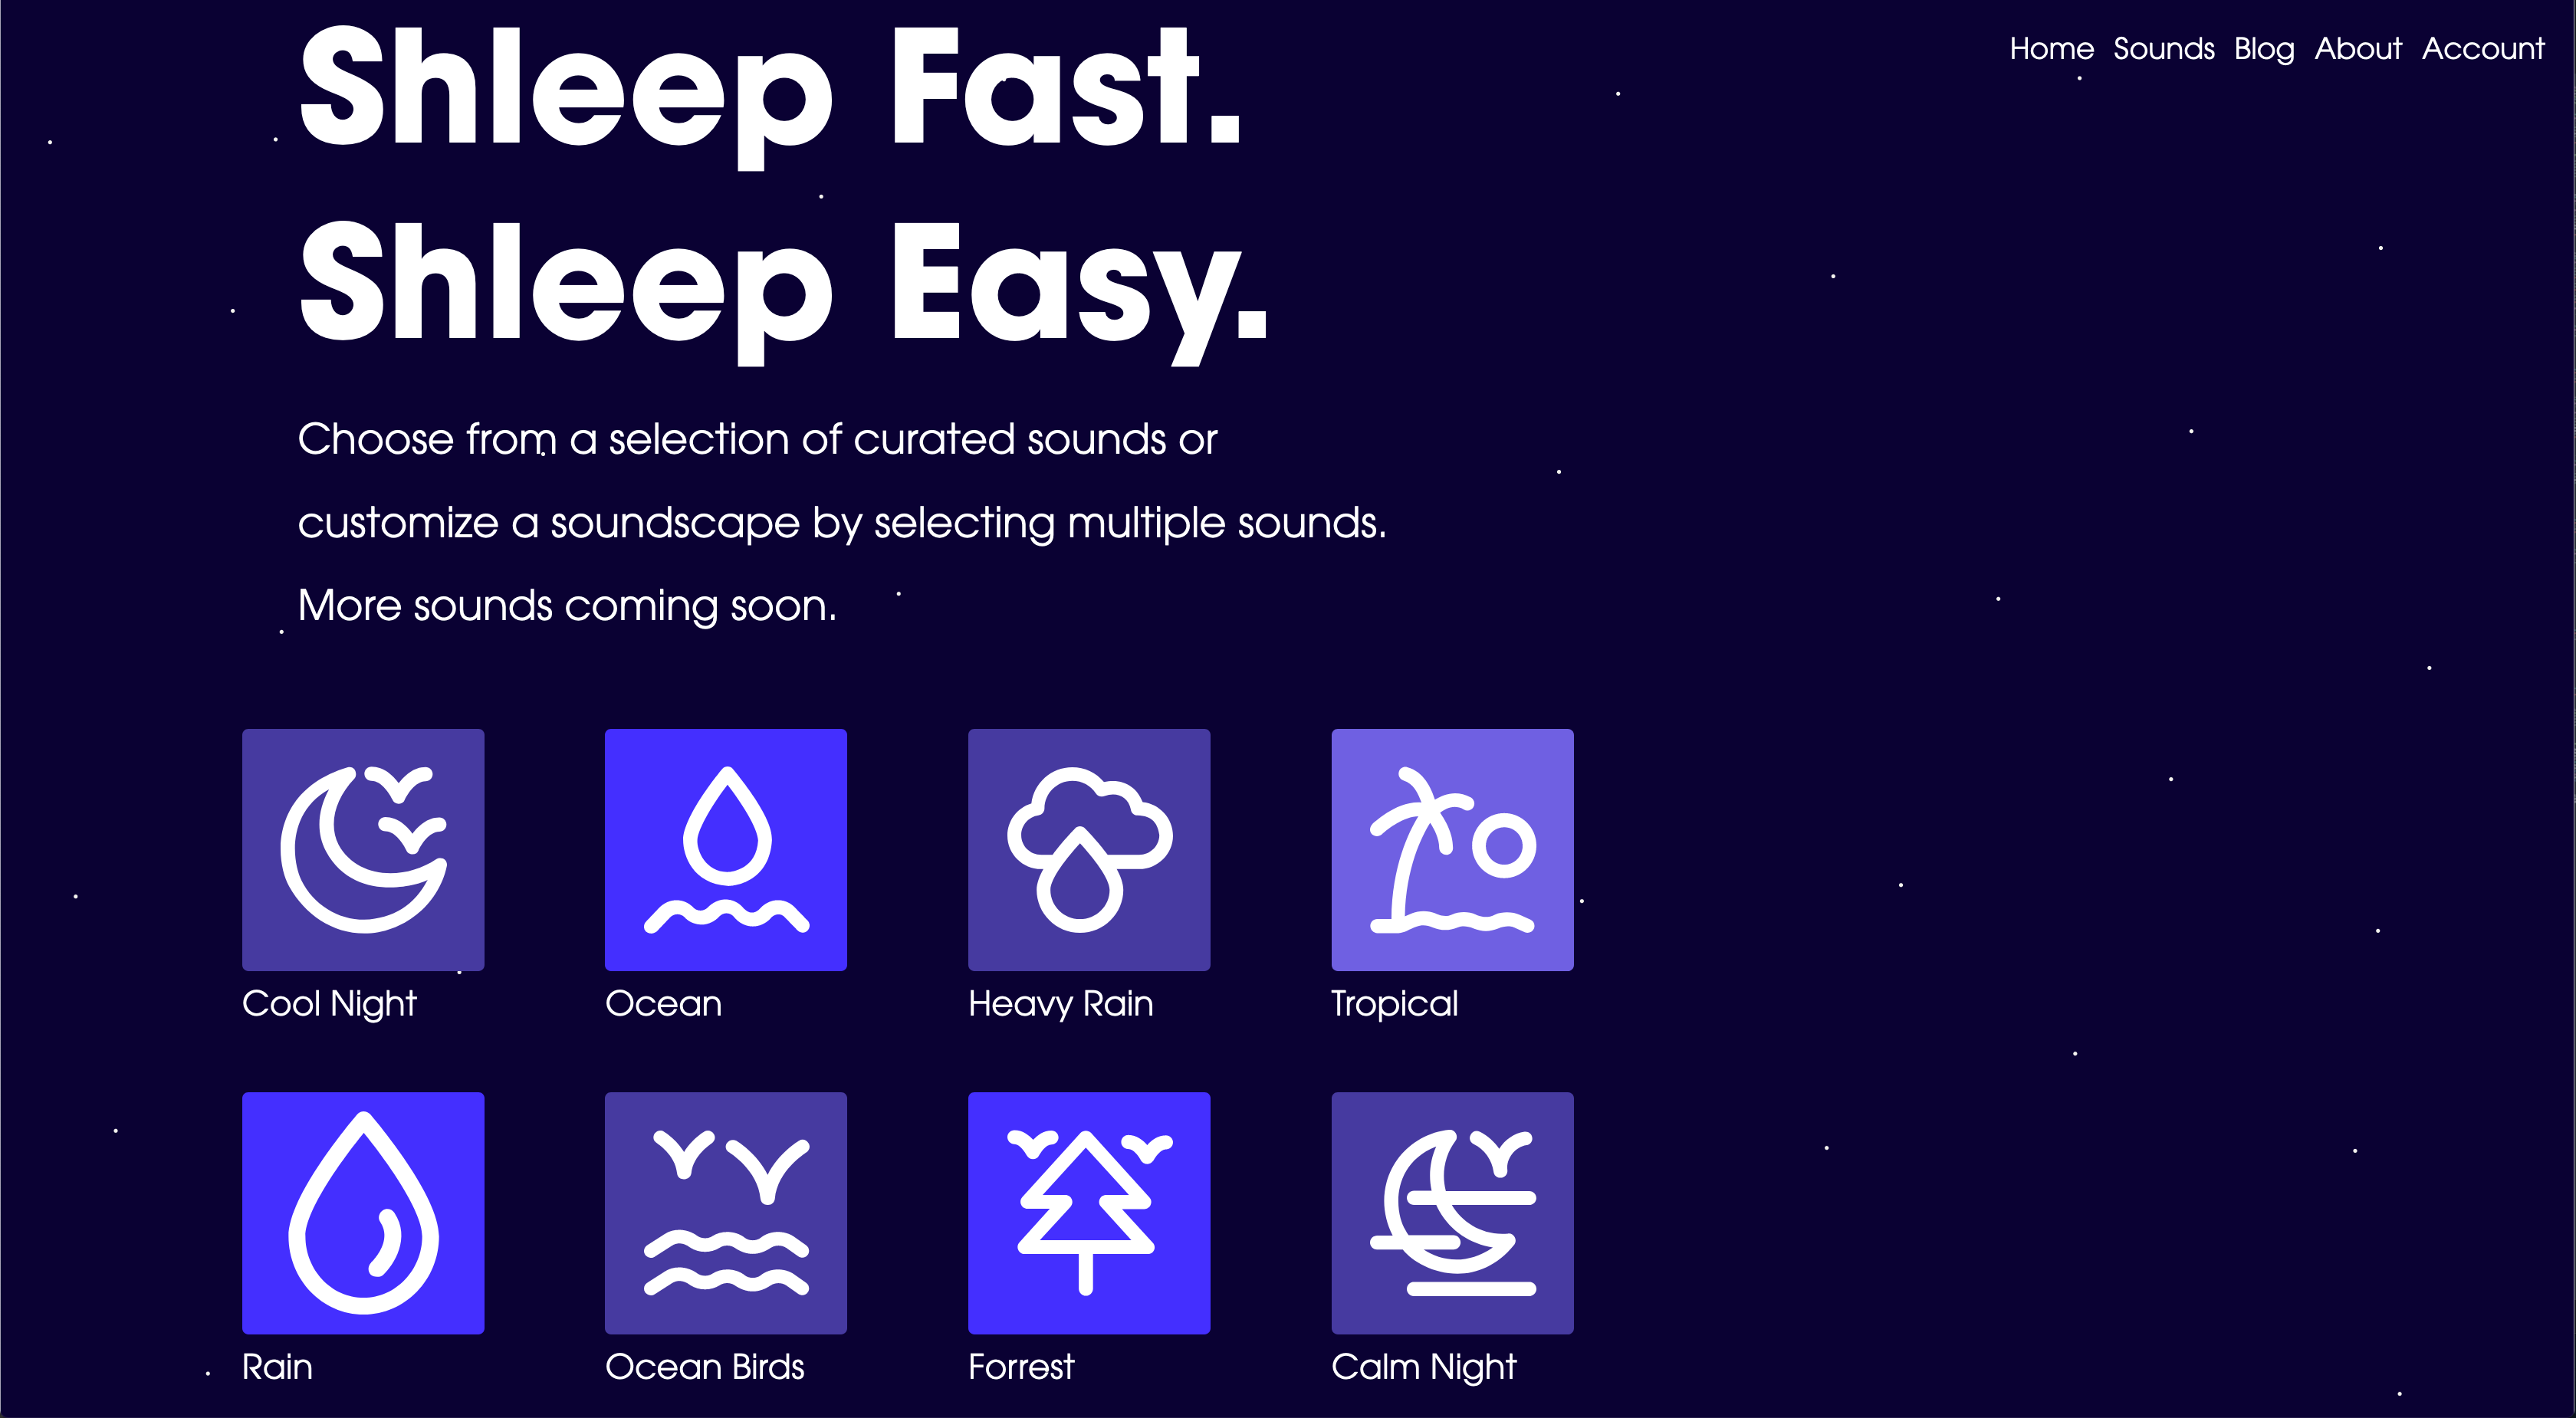 Home Sounds Blog About Account
Shleep Fast.
Shleep Easy.
Choose from a selection of curated sounds or
customize a soundscape by selecting multiple sounds.
More sounds coming soon.
Cool Night
Ocean
Heavy Rain
Tropical
Rain
Ocean Birds
Forrest
Calm Night